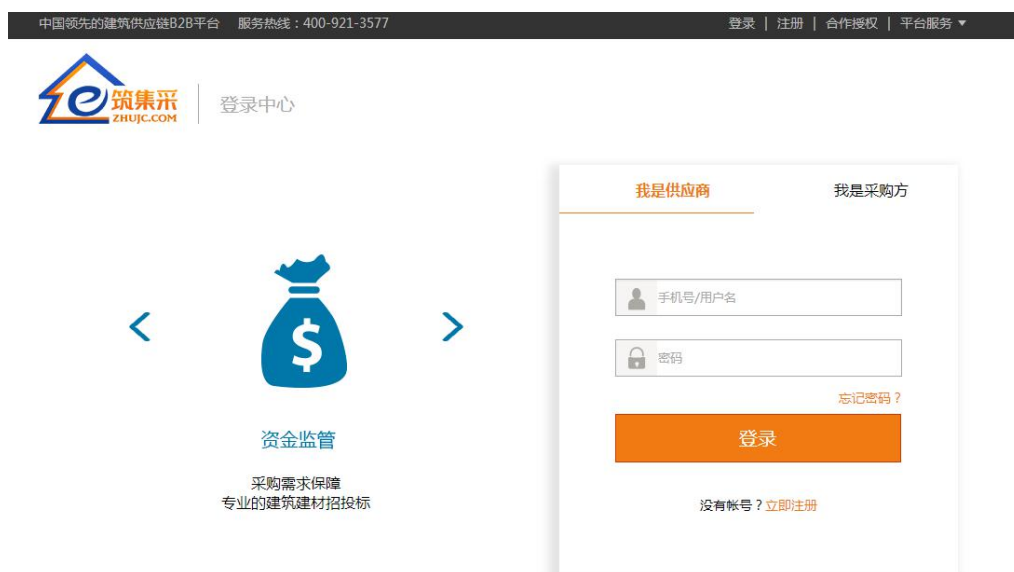 中国领先的建筑供应链B2B平台 服务热线：400-921-3577
登录 | 注册 | 合作授权 | 平台服务
e筑集采
ZHUJC.COM
登录中心
我是供应商 我是采购方
手机号/用户名
密码
忘记密码？
登录
没有帐号？立即注册
$
资金监管
采购需求保障
专业的建筑建材招投标